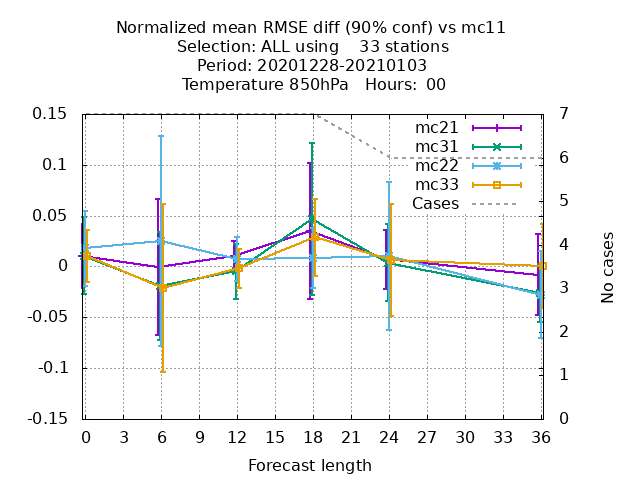 Normalized mean RMSE diff (90% conf) vs mc11
Selection: ALL using    33 stations
Period: 20201228-20210103
Temperature 850hPa   Hours:  00
0.15
0.1
0.05
0
-0.05
-0.1
-0.15
7
6
5
4
3
2
1
0
mc21
mc31
mc22
mc33
Cases
No cases
0 3 6 9 12 15 18 21 24 27 30 33 36
Forecast length